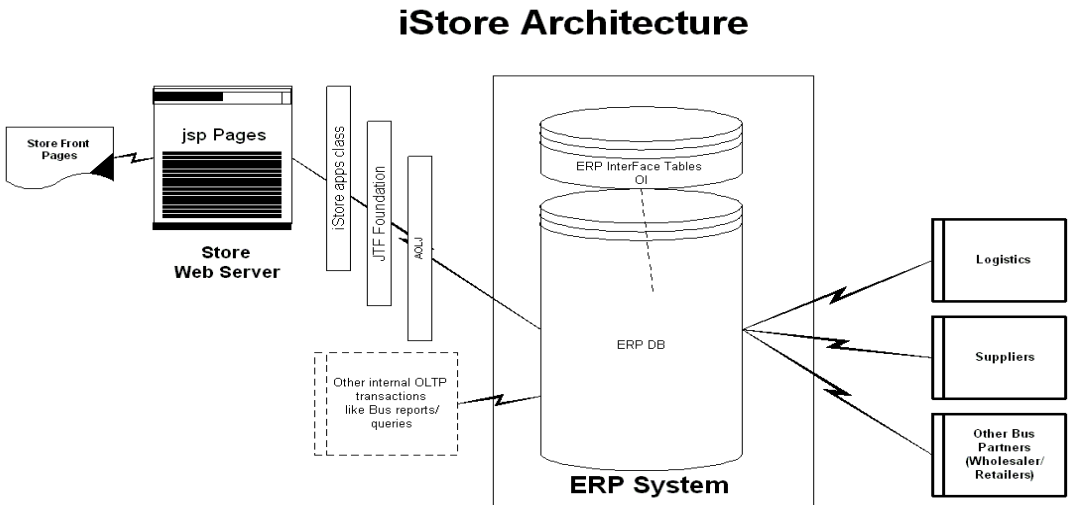 iStore Architecture
Store Front
Pages
jsp Pages
Store
Web Server
iStore apps class
JTF Foundation
AOLJ
Other internal OLTP
transactions
like Bus reports/
queries
ERP InterFace Tables
OI
ERP DB
ERP System
Logistics
Suppliers
Other Bus
Partners
(Wholesaler/
Retailers)